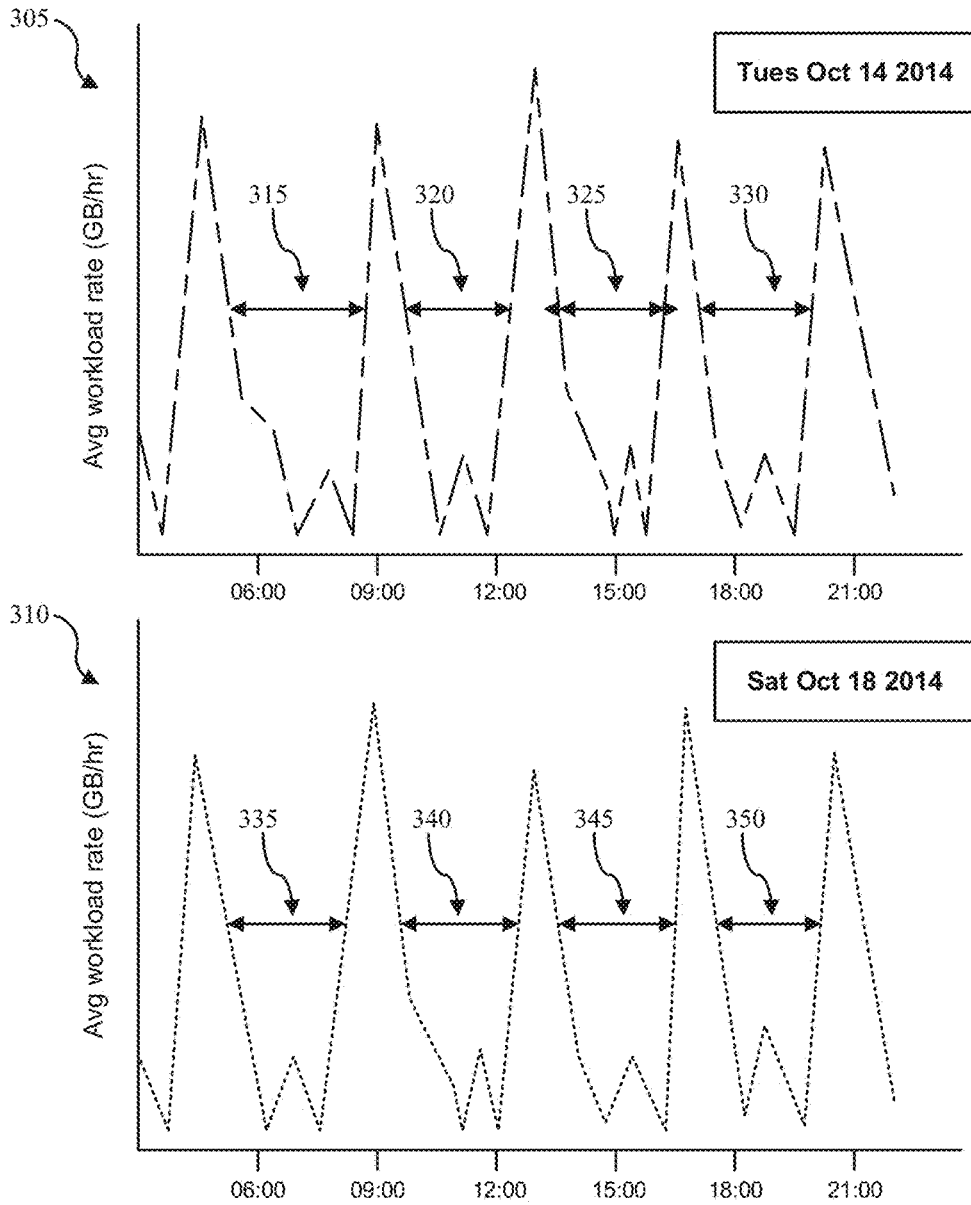 305
Tues Oct 14 2014
Avg workload rate (GB/hr)
315 320 325 330
06:00 09:00 12:00 15:00 18:00 21:00
310
Sat Oct 18 2014
Avg workload rate (GB/hr)
335 340 345 350
06:00 09:00 12:00 15:00 18:00 21:00